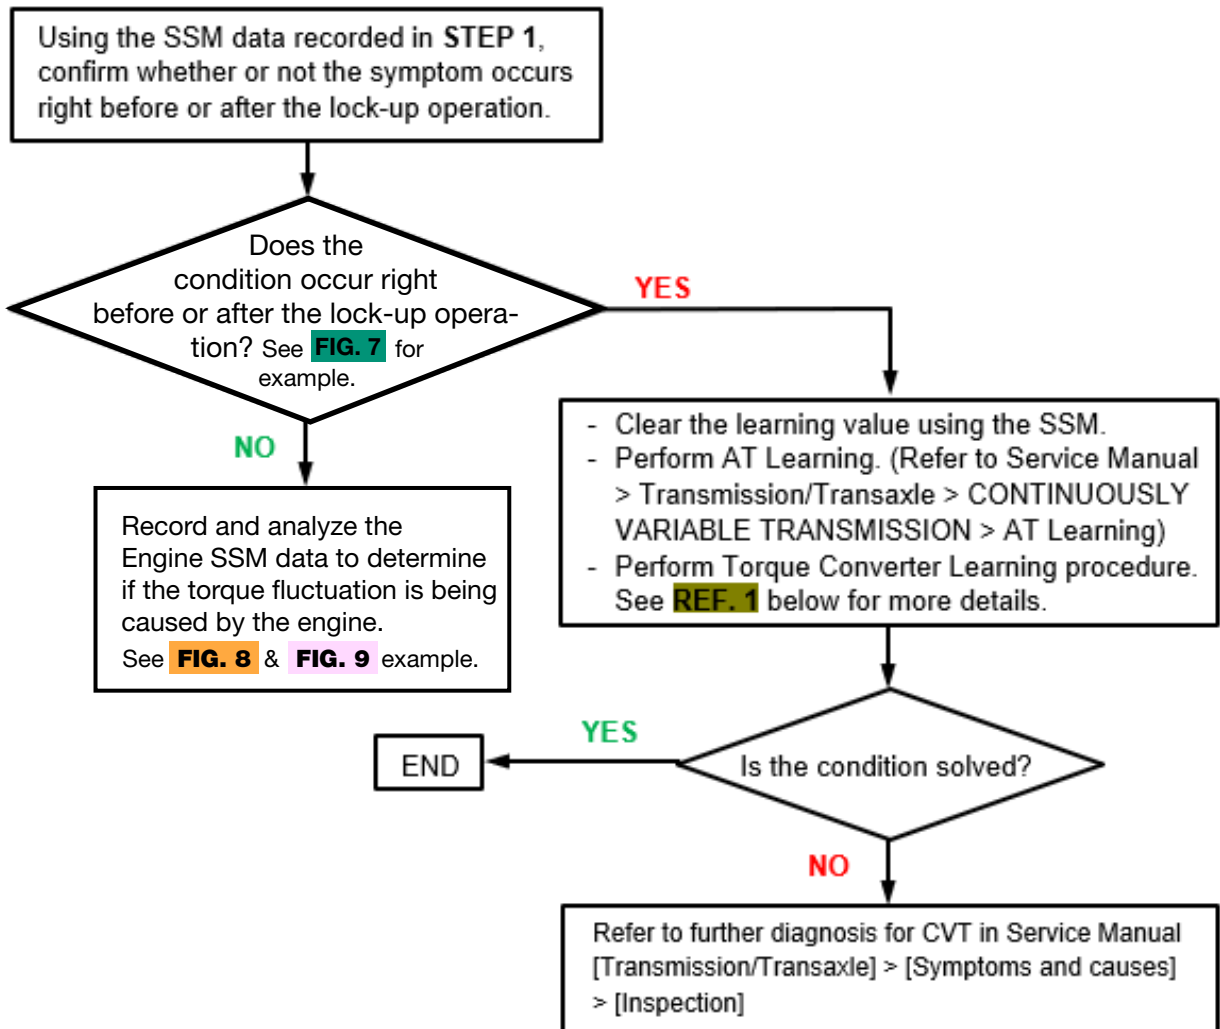 Using the SSM data recorded in STEP 1,
confirm whether or not the symptom occurs
right before or after the lock-up operation.
Does the
condition occur right
before or after the lock-up opera-
tion? See FIG. 7 for
example.
YES
NO
- Clear the learning value using the SSM.
- Perform AT Learning. (Refer to Service Manual
> Transmission/Transaxle > CONTINUOUSLY
VARIABLE TRANSMISSION > AT Learning)
- Perform Torque Converter Learning procedure.
See REF. 1 below for more details.
Record and analyze the
Engine SSM data to determine
if the torque fluctuation is being
caused by the engine.
See FIG. 8 & FIG. 9 example.
YES
END
Is the condition solved?
NO
Refer to further diagnosis for CVT in Service Manual
[Transmission/Transaxle] > [Symptoms and causes]
> [Inspection]